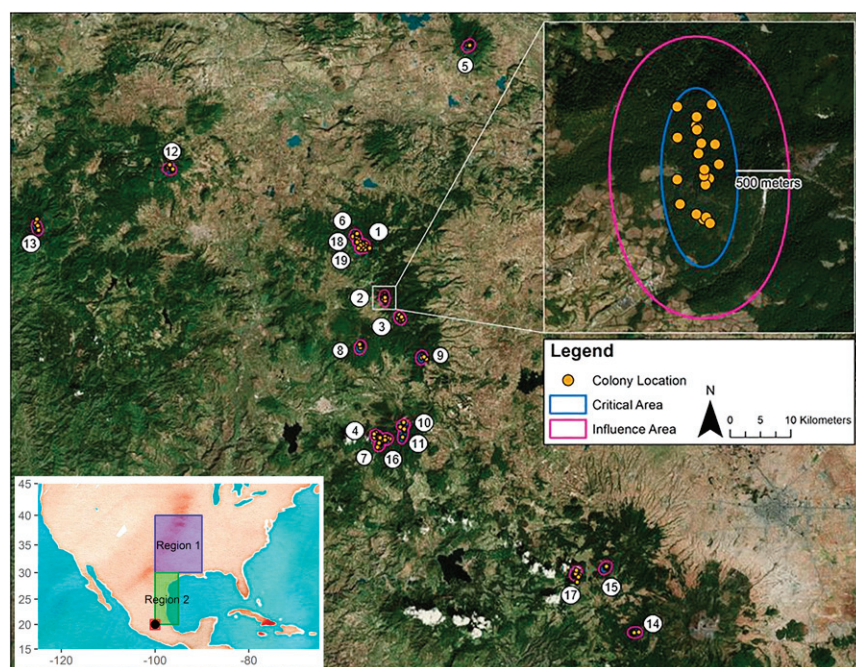 5
12
13
6
1
18
19
2
3
8
9
4
10
11
7
16
17
15
14
500 meters
Legend
Colony Location
Critical Area
Influence Area
N
0 5 10 Kilometers
45
40
35
30
25
20
15
Region 1
Region 2
-120 -100 -80